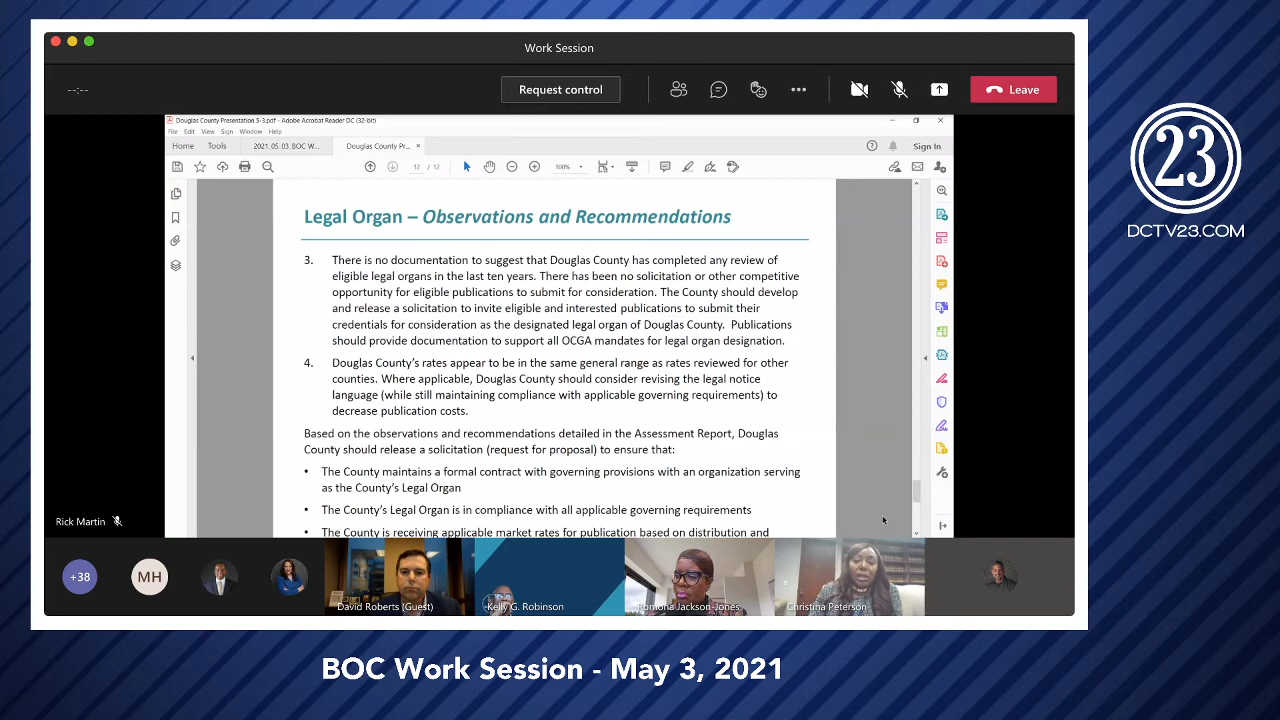 Work Session
--:--
Request control
Leave
Douglas County Presentation 5-3.pdf - Adobe Acrobat Reader DC (32-bit)
File Edit View Sign Window Help
Home Tools 2021_05_03_BOC W... Douglas County Pr... × Sign In
12 / 12 100%
Legal Organ – Observations and Recommendations
3. There is no documentation to suggest that Douglas County has completed any review of
eligible legal organs in the last ten years. There has been no solicitation or other competitive
opportunity for eligible publications to submit for consideration. The County should develop
and release a solicitation to invite eligible and interested publications to submit their
credentials for consideration as the designated legal organ of Douglas County. Publications
should provide documentation to support all OCGA mandates for legal organ designation.
4. Douglas County's rates appear to be in the same general range as rates reviewed for other
counties. Where applicable, Douglas County should consider revising the legal notice
language (while still maintaining compliance with applicable governing requirements) to
decrease publication costs.
Based on the observations and recommendations detailed in the Assessment Report, Douglas
County should release a solicitation (request for proposal) to ensure that:
• The County maintains a formal contract with governing provisions with an organization serving
as the County's Legal Organ
• The County's Legal Organ is in compliance with all applicable governing requirements
• The County is receiving applicable market rates for publication based on distribution and
Rick Martin
+38
MH
David Roberts (Guest)
Kelly G. Robinson
Romona Jackson-Jones
Christina Peterson
23
DCTV23.COM
BOC Work Session - May 3, 2021